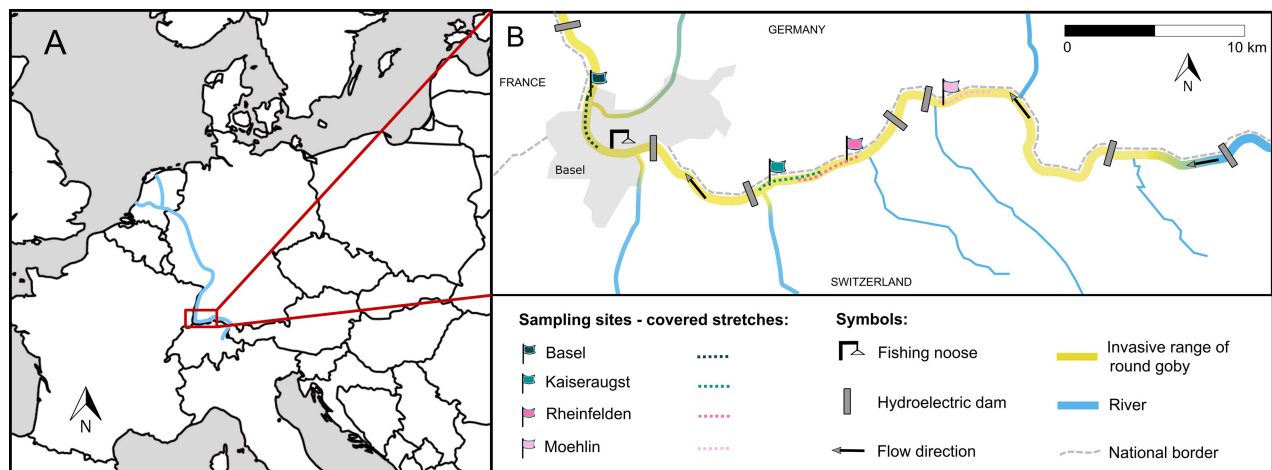 A
N
B
GERMANY
FRANCE
Basel
SWITZERLAND
0 10 km
N
Sampling sites - covered stretches:
Basel
Kaiseraugst
Rheinfelden
Moehlin
Symbols:
Fishing noose
Hydroelectric dam
Flow direction
Invasive range of
round goby
River
National border